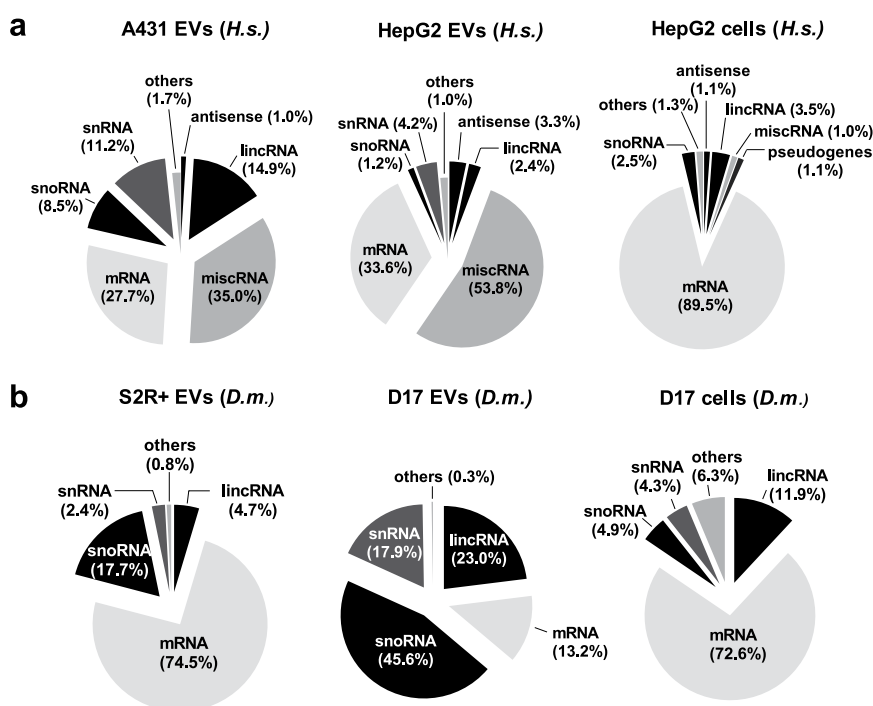 a
A431 EVs (H.s.)
others
(1.7%)
antisense (1.0%)
snRNA
(11.2%)
lincRNA
(14.9%)
snoRNA
(8.5%)
mRNA
(27.7%)
miscRNA
(35.0%)
HepG2 EVs (H.s.)
others
(1.0%)
snRNA (4.2%)
antisense (3.3%)
snoRNA
(1.2%)
lincRNA
(2.4%)
mRNA
(33.6%)
miscRNA
(53.8%)
HepG2 cells (H.s.)
antisense
(1.1%)
others (1.3%)
lincRNA (3.5%)
snoRNA
(2.5%)
miscRNA (1.0%)
pseudogenes
(1.1%)
mRNA
(89.5%)
b
S2R+ EVs (D.m.)
others
(0.8%)
snRNA
(2.4%)
lincRNA
(4.7%)
snoRNA
(17.7%)
mRNA
(74.5%)
D17 EVs (D.m.)
others (0.3%)
snRNA
(17.9%)
lincRNA
(23.0%)
mRNA
(13.2%)
snoRNA
(45.6%)
D17 cells (D.m.)
others
(6.3%)
snRNA
(4.3%)
lincRNA
(11.9%)
snoRNA
(4.9%)
mRNA
(72.6%)